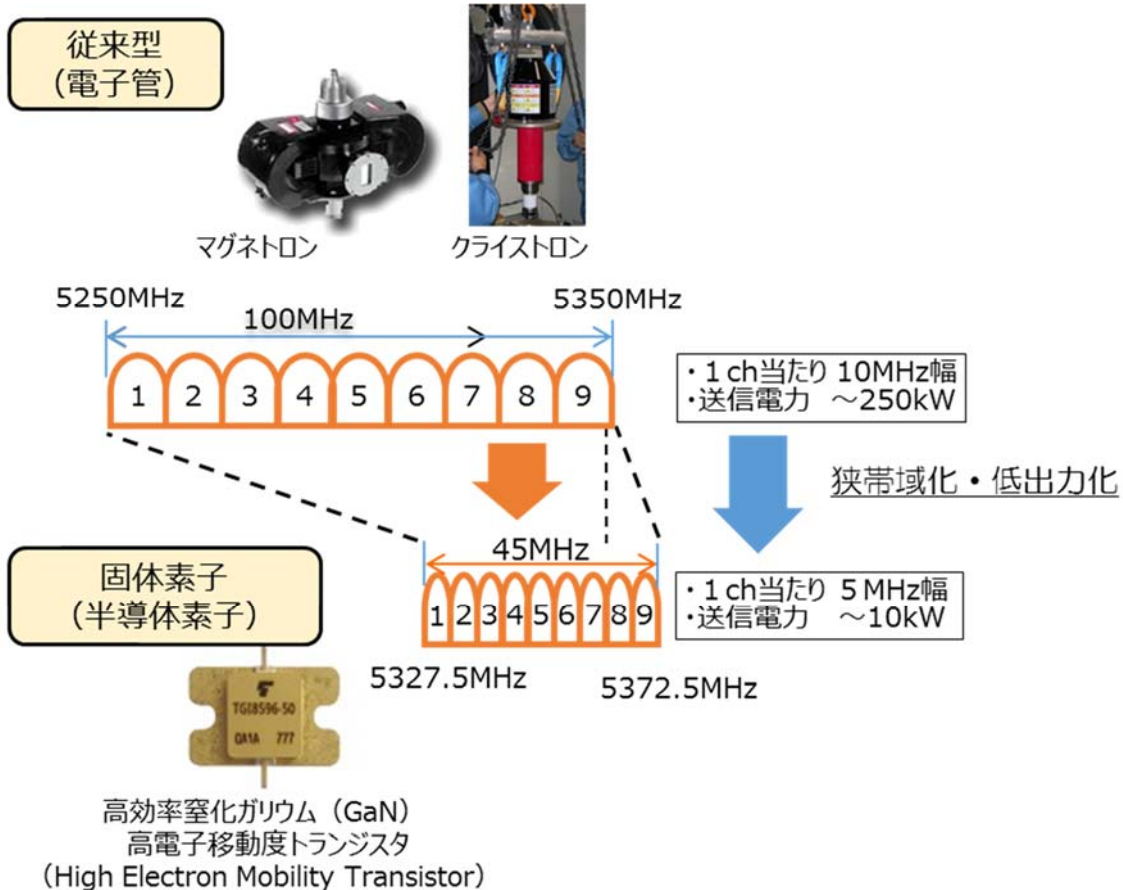 従来型
（電子管）
マグネトロン
クライストロン
5250MHz
5350MHz
100MHz
1 2 3 4 5 6 7 8 9
・1ch当たり 10MHz幅
・送信電力 ～250kW
狭帯域化・低出力化
45MHz
固体素子
（半導体素子）
1 2 3 4 5 6 7 8 9
・1ch当たり 5MHz幅
・送信電力 ～10kW
5327.5MHz
5372.5MHz
TGI8596-50
QA1A 777
高効率窒化ガリウム（GaN）
高電子移動度トランジスタ
（High Electron Mobility Transistor）